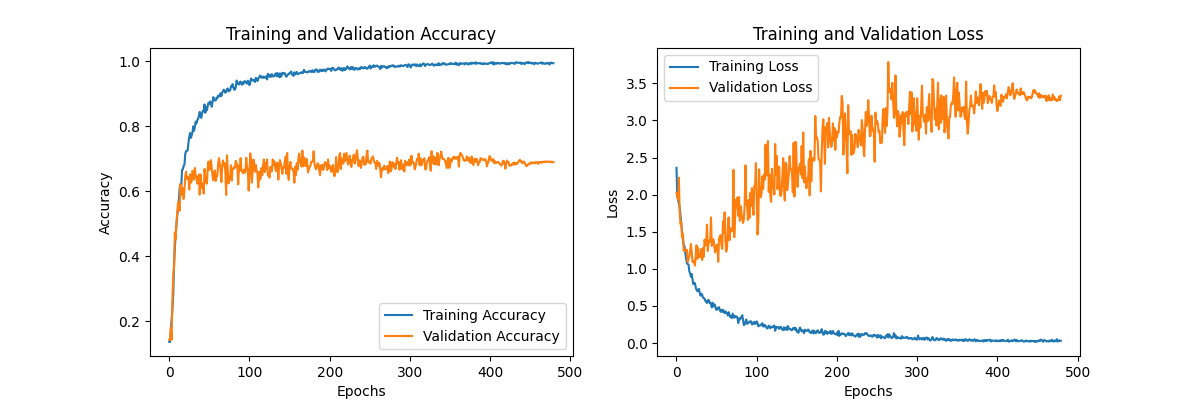 Training and Validation Accuracy
1.0
0.8
0.6
0.4
0.2
Accuracy
Training Accuracy
Validation Accuracy
0
100
200
300
400
500
Epochs
Training and Validation Loss
Training Loss
Validation Loss
3.5
3.0
2.5
2.0
1.5
1.0
0.5
0.0
Loss
0
100
200
300
400
500
Epochs